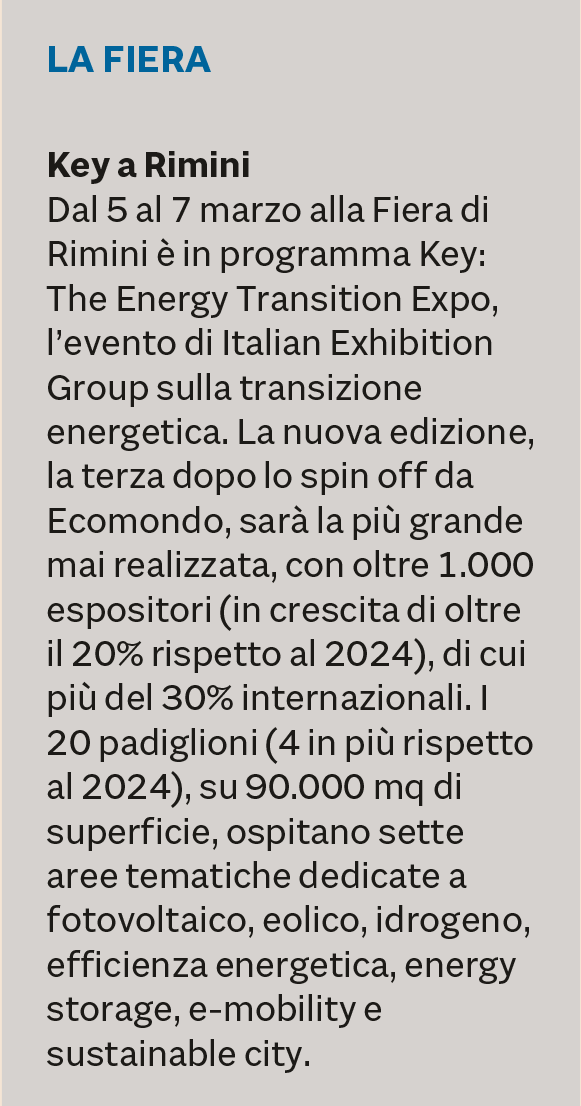 LA FIERA
Key a Rimini
Dal 5 al 7 marzo alla Fiera di
Rimini è in programma Key:
The Energy Transition Expo,
l’evento di Italian Exhibition
Group sulla transizione
energetica. La nuova edizione,
la terza dopo lo spin off da
Ecomondo, sarà la più grande
mai realizzata, con oltre 1.000
espositori (in crescita di oltre
il 20% rispetto al 2024), di cui
più del 30% internazionali. I
20 padiglioni (4 in più rispetto
al 2024), su 90.000 mq di
superficie, ospitano sette
aree tematiche dedicate a
fotovoltaico, eolico, idrogeno,
efficienza energetica, energy
storage, e-mobility e
sustainable city.